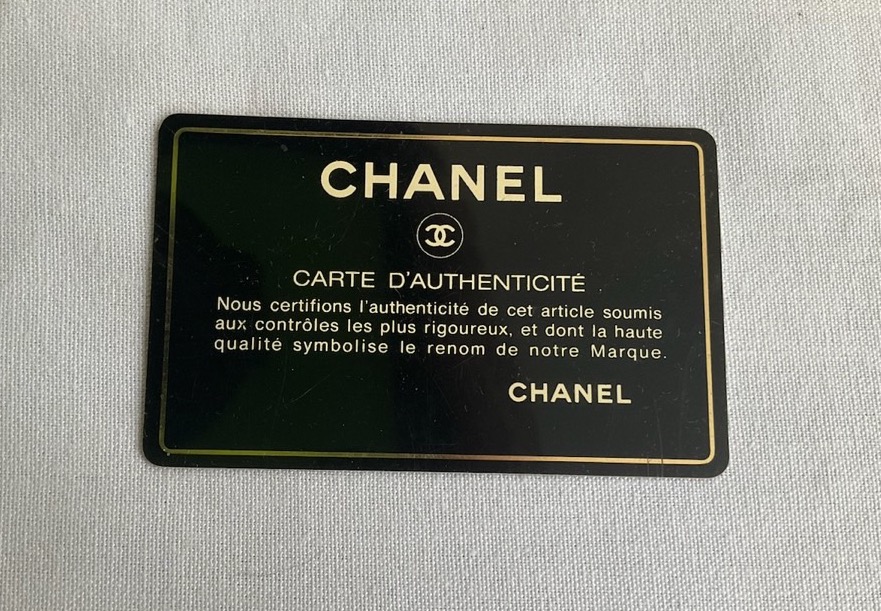 CHANEL
CARTE D'AUTHENTICITÉ
Nous certifions l'authenticité de cet article soumis
aux contrôles les plus rigoureux, et dont la haute
qualité symbolise le renom de notre Marque.
CHANEL